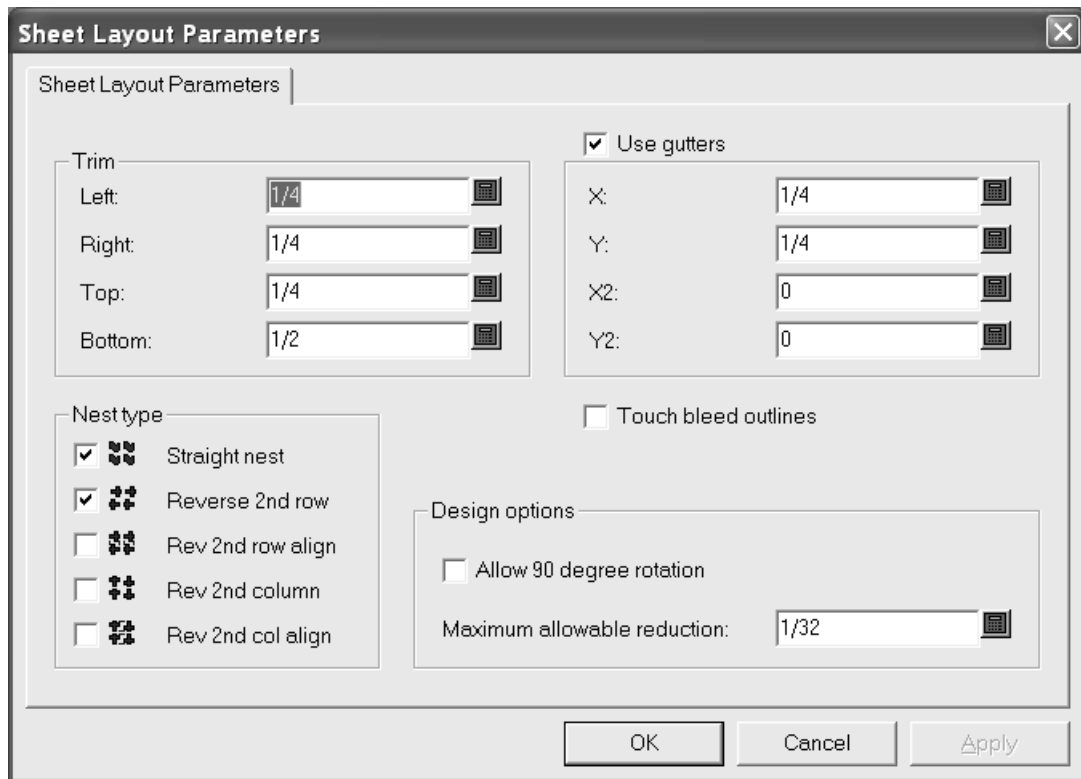 Sheet Layout Parameters
Sheet Layout Parameters
Trim
Left: 1/4
Right: 1/4
Top: 1/4
Bottom: 1/2
Use gutters
X: 1/4
Y: 1/4
X2: 0
Y2: 0
Touch bleed outlines
Nest type
Straight nest
Reverse 2nd row
Rev 2nd row align
Rev 2nd column
Rev 2nd col align
Design options
Allow 90 degree rotation
Maximum allowable reduction: 1/32
OK Cancel Apply